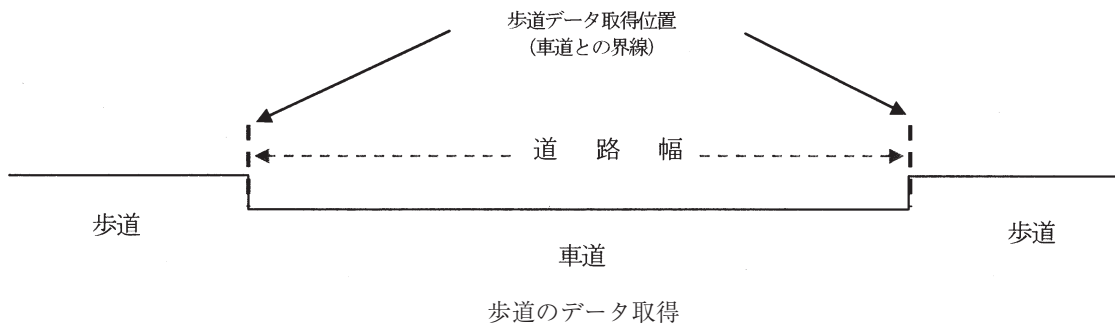 歩道データ取得位置
(車道との界線)
道 路 幅
歩道
歩道
車道
歩道のデータ取得